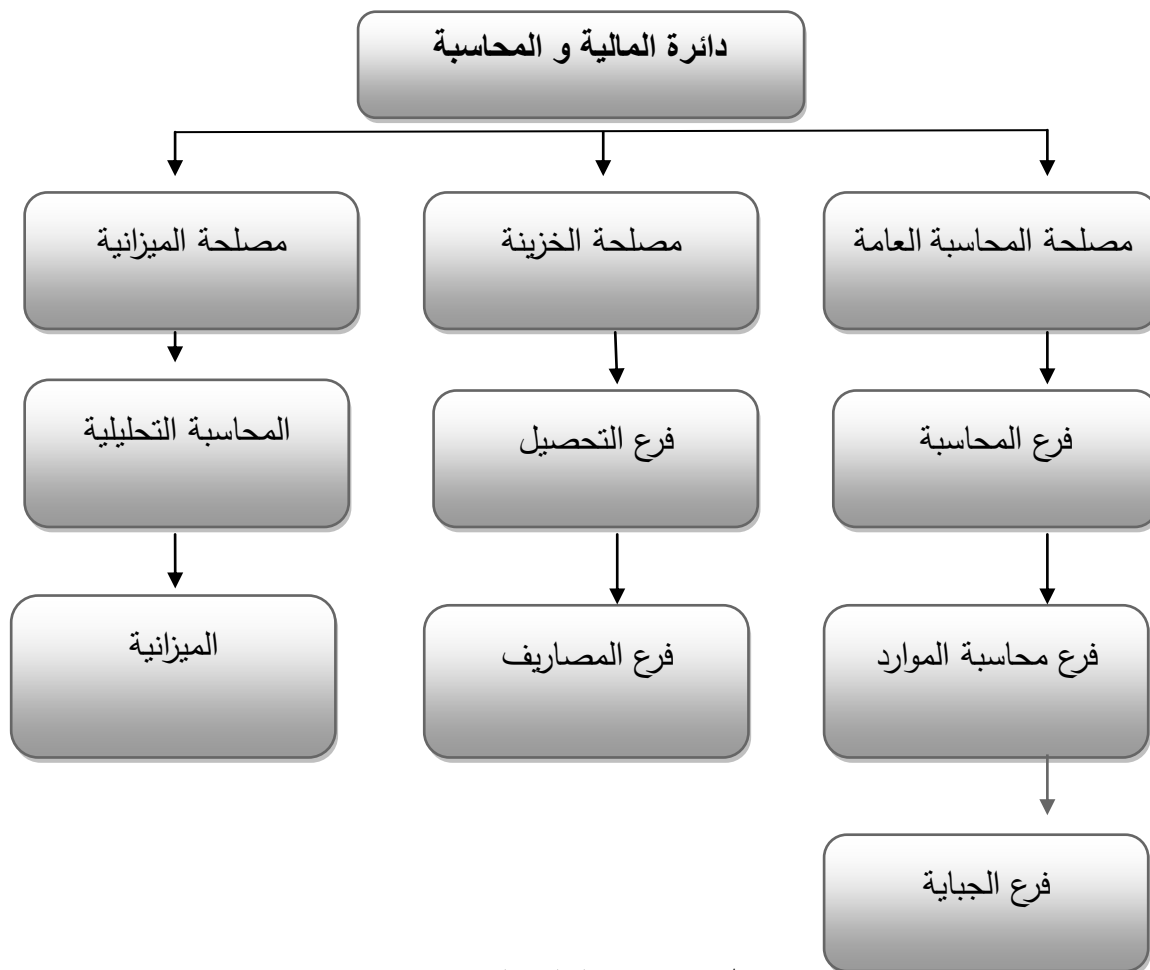 دائرة المالية و المحاسبة
مصلحة المحاسبة العامة
مصلحة الخزينة
مصلحة الميزانية
فرع المحاسبة
فرع التحصيل
المحاسبة التحليلية
فرع محاسبة الموارد
فرع المصاريف
الميزانية
فرع الجباية